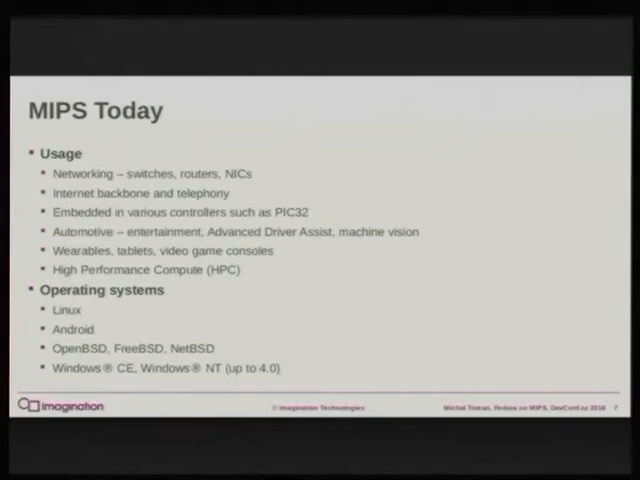 MIPS Today
Usage
Networking – switches, routers, NICs
Internet backbone and telephony
Embedded in various controllers such as PIC32
Automotive – entertainment, Advanced Driver Assist, machine vision
Wearables, tablets, video game consoles
High Performance Compute (HPC)
Operating systems
Linux
Android
OpenBSD, FreeBSD, NetBSD
Windows® CE, Windows® NT (up to 4.0)
Imagination
© Imagination Technologies
Michal Toman, Fedora on MIPS, DevConf.cz 2016 7